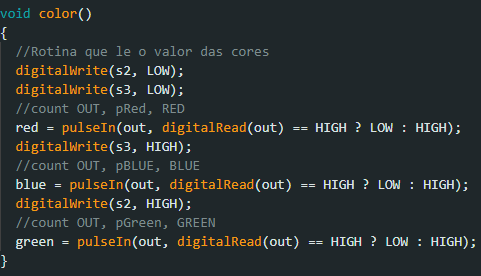 void color()
{
//Rotina que le o valor das cores
digitalWrite(s2, LOW);
digitalWrite(s3, LOW);
//count OUT, pRed, RED
red = pulseIn(out, digitalRead(out) == HIGH ? LOW : HIGH);
digitalWrite(s3, HIGH);
//count OUT, pBLUE, BLUE
blue = pulseIn(out, digitalRead(out) == HIGH ? LOW : HIGH);
digitalWrite(s2, HIGH);
//count OUT, pGreen, GREEN
green = pulseIn(out, digitalRead(out) == HIGH ? LOW : HIGH);
}